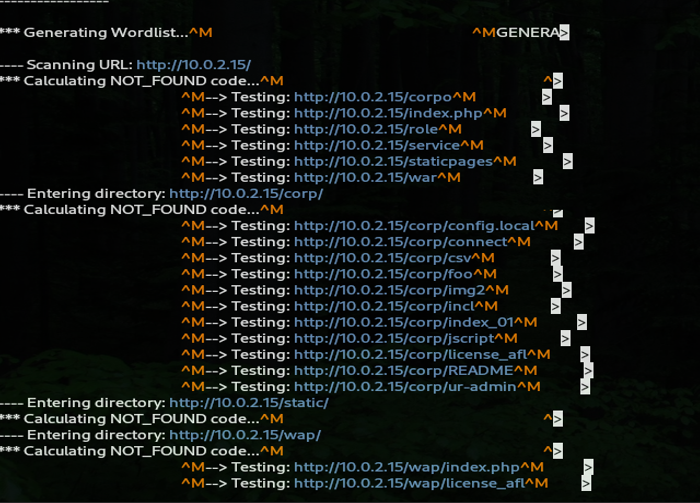 -----------------
*** Generating Wordlist...^M ^MGENERA>
---- Scanning URL: http://10.0.2.15/
*** Calculating NOT_FOUND code...^M ^>
^M--> Testing: http://10.0.2.15/corpo^M >
^M--> Testing: http://10.0.2.15/index.php^M >
^M--> Testing: http://10.0.2.15/role^M >
^M--> Testing: http://10.0.2.15/service^M >
^M--> Testing: http://10.0.2.15/staticpages^M >
^M--> Testing: http://10.0.2.15/war^M >
---- Entering directory: http://10.0.2.15/corp/
*** Calculating NOT_FOUND code...^M ^>
^M--> Testing: http://10.0.2.15/corp/config.local^M >
^M--> Testing: http://10.0.2.15/corp/connect^M >
^M--> Testing: http://10.0.2.15/corp/csv^M >
^M--> Testing: http://10.0.2.15/corp/foo^M >
^M--> Testing: http://10.0.2.15/corp/img2^M >
^M--> Testing: http://10.0.2.15/corp/incl^M >
^M--> Testing: http://10.0.2.15/corp/index_01^M >
^M--> Testing: http://10.0.2.15/corp/jscript^M >
^M--> Testing: http://10.0.2.15/corp/license_afl^M >
^M--> Testing: http://10.0.2.15/corp/README^M >
^M--> Testing: http://10.0.2.15/corp/ur-admin^M >
---- Entering directory: http://10.0.2.15/static/
*** Calculating NOT_FOUND code...^M ^>
---- Entering directory: http://10.0.2.15/wap/
*** Calculating NOT_FOUND code...^M ^>
^M--> Testing: http://10.0.2.15/wap/index.php^M >
^M--> Testing: http://10.0.2.15/wap/license_afl^M >